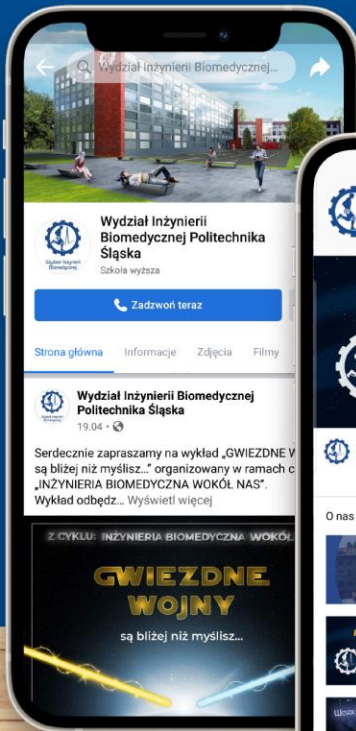 Wydział Inżynierii Biomedycznej...
Wydział Inżynierii
Biomedycznej Politechnika
Śląska
Szkoła wyższa
Zadzwoń teraz
Strona główna Informacje Zdjęcia Filmy
Wydział Inżynierii Biomedycznej
Politechnika Śląska
19.04 ·
Serdecznie zapraszamy na wykład „GWIEZDNE W
są bliżej niż myślisz...” organizowany w ramach c
„INŻYNIERIA BIOMEDYCZNA WOKÓŁ NAS”.
Wykład odbędz... Wyświetl więcej
Z CYKLU: INŻYNIERIA BIOMEDYCZNA WOKÓŁ
GWIEZDNE
WOJNY
są bliżej niż myślisz...
O nas